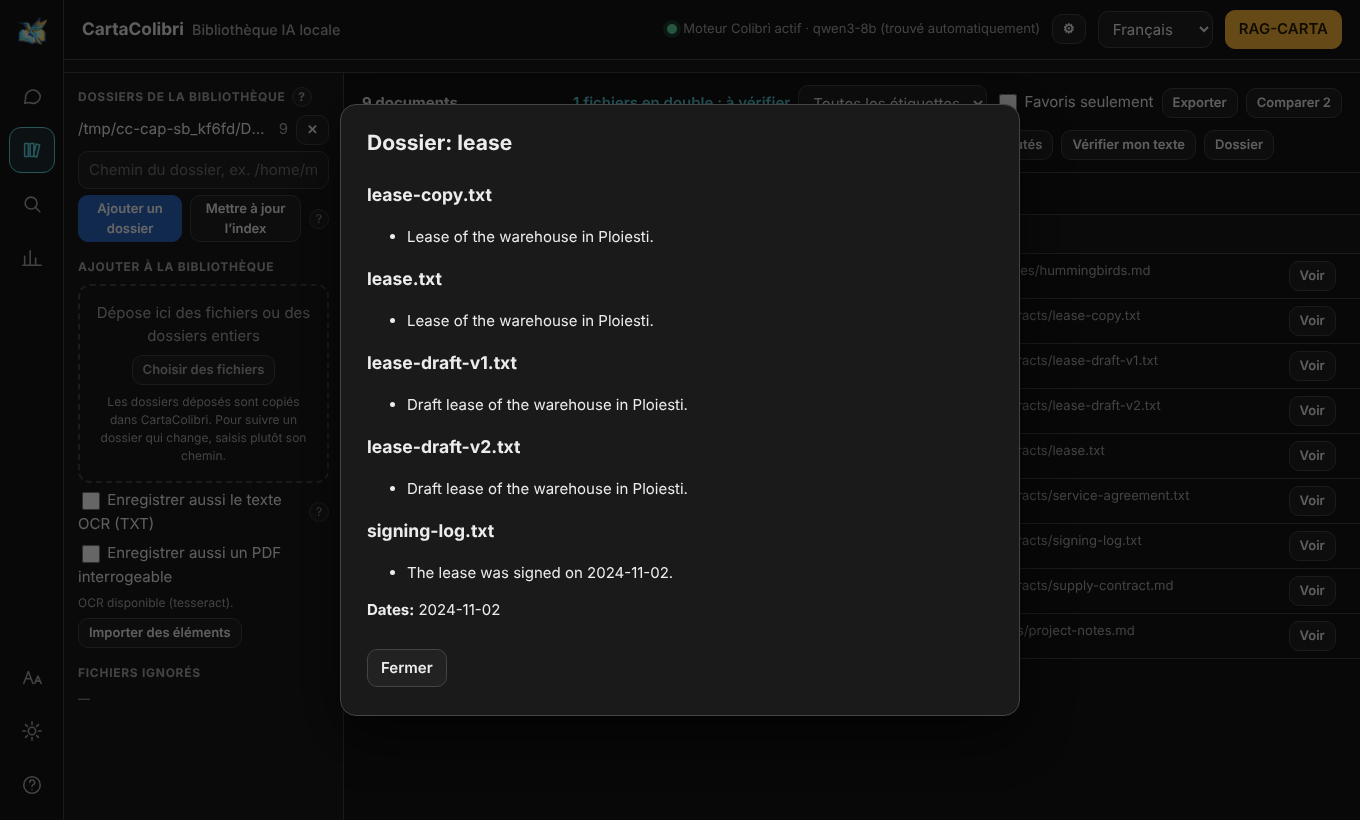 CartaColibri Bibliothèque IA locale
Moteur Colibrì actif · qwen3-8b (trouvé automatiquement)
Français
RAG-CARTA
DOSSIERS DE LA BIBLIOTHÈQUE ?
/tmp/cc-cap-sb_kf6fd/D... 9 ✕
Chemin du dossier, ex. /home/m
Ajouter un
dossier
Mettre à jour
l'index
?
AJOUTER À LA BIBLIOTHÈQUE
Dépose ici des fichiers ou des
dossiers entiers
Choisir des fichiers
Les dossiers déposés sont copiés
dans CartaColibri. Pour suivre un
dossier qui change, saisis plutôt son
chemin.
Enregistrer aussi le texte
OCR (TXT)
?
Enregistrer aussi un PDF
interrogeable
OCR disponible (tesseract).
Importer des éléments
FICHIERS IGNORÉS
—
9 documents
1 fichiers en double : à vérifier
Toutes les étiquettes
Favoris seulement
Exporter
Comparer 2
Vérifier mon texte
Dossier
Dossier: lease
lease-copy.txt
• Lease of the warehouse in Ploiesti.
lease.txt
• Lease of the warehouse in Ploiesti.
lease-draft-v1.txt
• Draft lease of the warehouse in Ploiesti.
lease-draft-v2.txt
• Draft lease of the warehouse in Ploiesti.
signing-log.txt
• The lease was signed on 2024-11-02.
Dates: 2024-11-02
Fermer
es/hummingbirds.md Voir
racts/lease-copy.txt Voir
racts/lease-draft-v1.txt Voir
racts/lease-draft-v2.txt Voir
racts/lease.txt Voir
racts/service-agreement.txt Voir
racts/signing-log.txt Voir
racts/supply-contract.md Voir
s/project-notes.md Voir